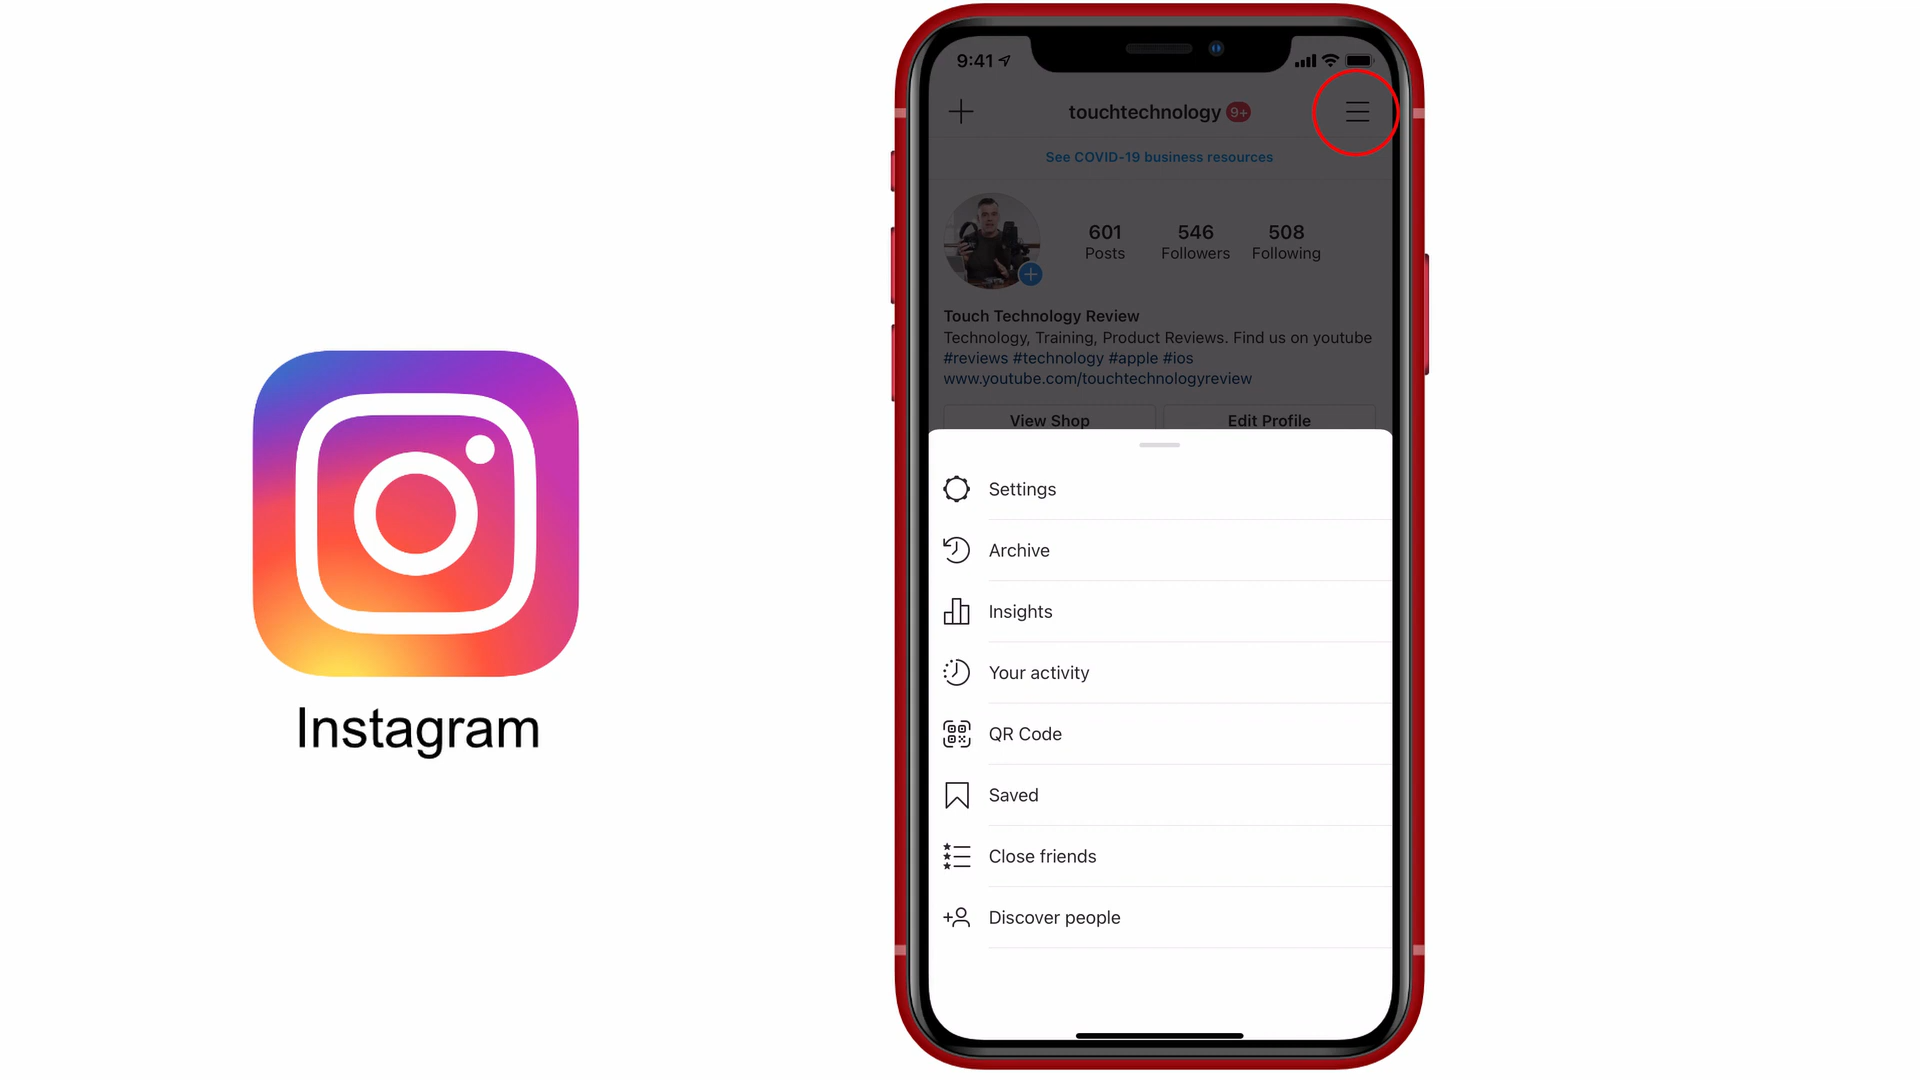 Instagram
9:41
touchtechnology 9+
See COVID-19 business resources
601 546 508
Posts Followers Following
Touch Technology Review
Technology, Training, Product Reviews. Find us on youtube
#reviews #technology #apple #ios
www.youtube.com/touchtechnologyreview
View Shop Edit Profile
Settings
Archive
Insights
Your activity
QR Code
Saved
Close friends
Discover people